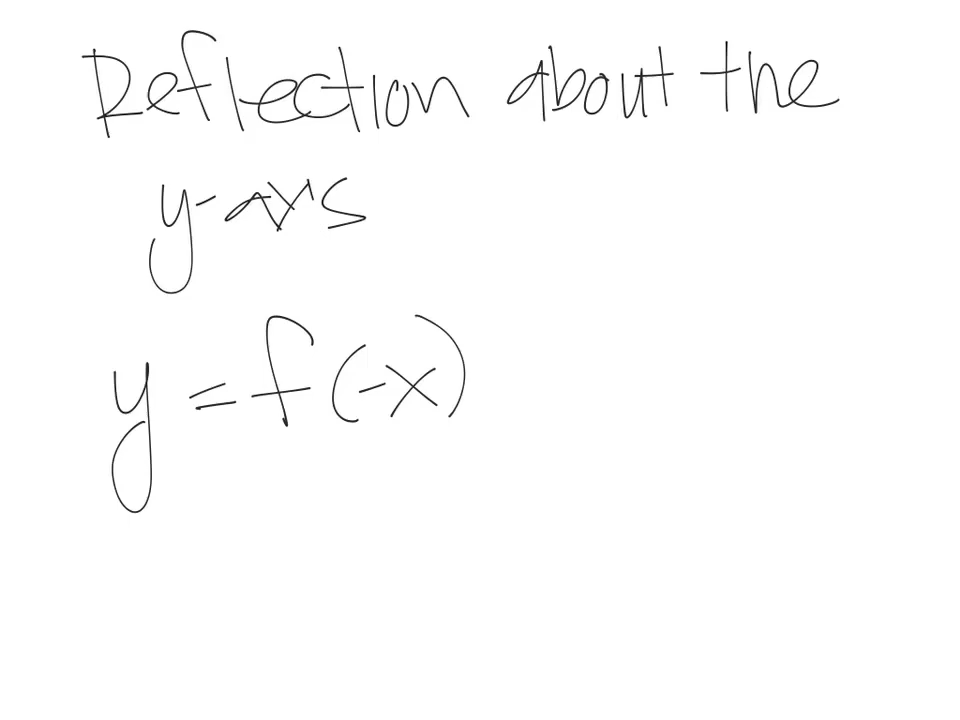 Reflection about the
y-axis
y = f(-x)